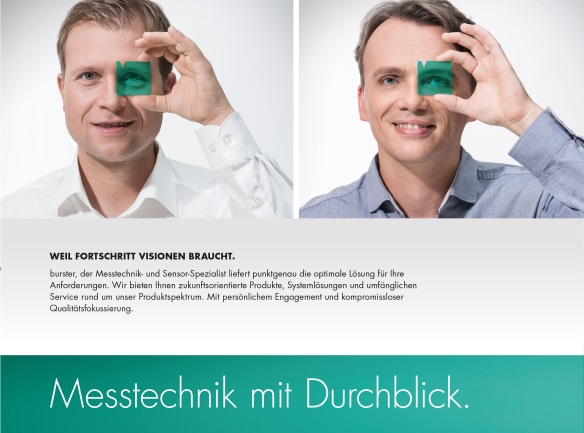 WEIL FORTSCHRITT VISIONEN BRAUCHT.
burster, der Messtechnik- und Sensor-Spezialist liefert punktgenau die optimale Lösung für Ihre
Anforderungen. Wir bieten Ihnen zukunftsorientierte Produkte, Systemlösungen und umfänglichen
Service rund um unser Produktspektrum. Mit persönlichem Engagement und kompromissloser
Qualitätsfokussierung.
Messtechnik mit Durchblick.